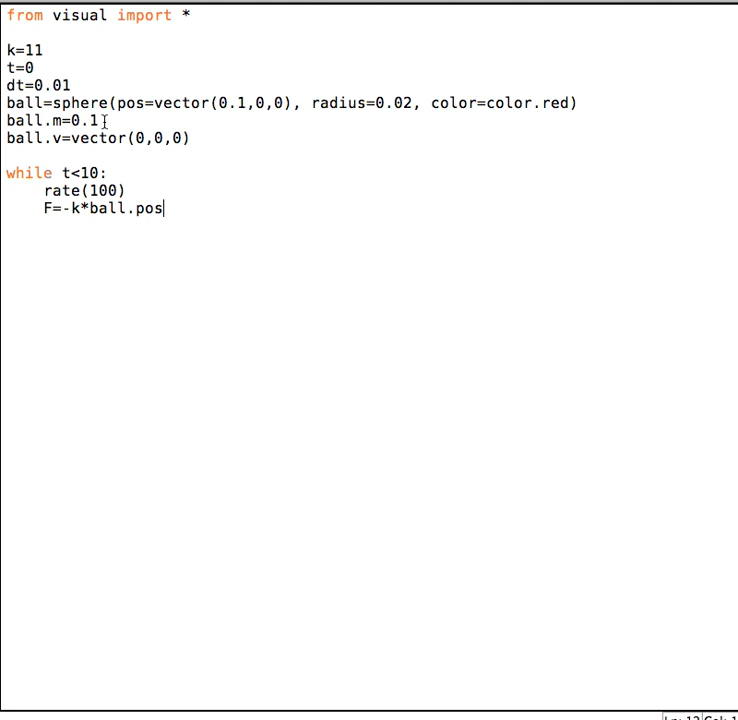 from visual import *
k=11
t=0
dt=0.01
ball=sphere(pos=vector(0.1,0,0), radius=0.02, color=color.red)
ball.m=0.1
ball.v=vector(0,0,0)
while t<10:
    rate(100)
    F=-k*ball.pos